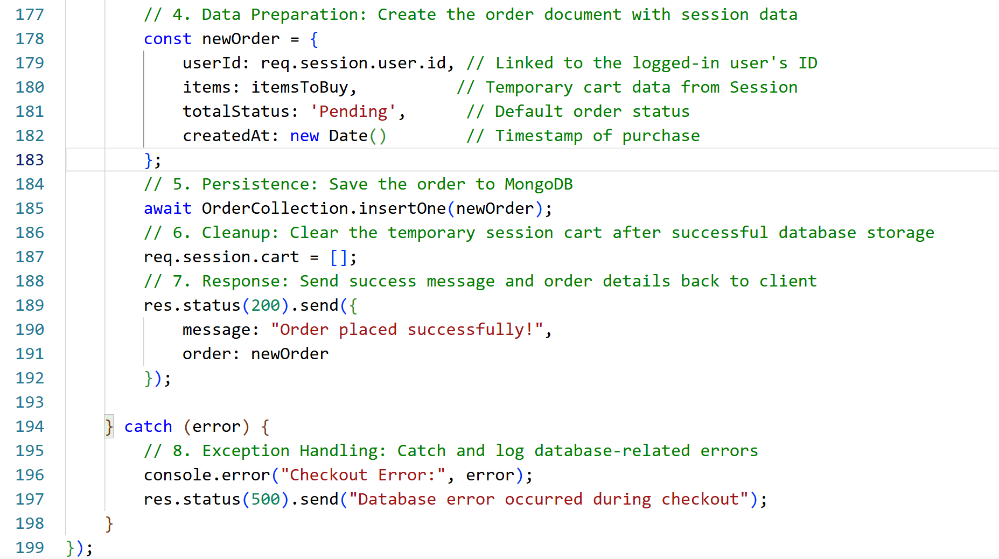 177 // 4. Data Preparation: Create the order document with session data
178 const newOrder = {
179 userId: req.session.user.id, // Linked to the logged-in user's ID
180 items: itemsToBuy, // Temporary cart data from Session
181 totalStatus: 'Pending', // Default order status
182 createdAt: new Date() // Timestamp of purchase
183 };
184 // 5. Persistence: Save the order to MongoDB
185 await OrderCollection.insertOne(newOrder);
186 // 6. Cleanup: Clear the temporary session cart after successful database storage
187 req.session.cart = [];
188 // 7. Response: Send success message and order details back to client
189 res.status(200).send({
190 message: "Order placed successfully!",
191 order: newOrder
192 });
193
194 } catch (error) {
195 // 8. Exception Handling: Catch and log database-related errors
196 console.error("Checkout Error:", error);
197 res.status(500).send("Database error occurred during checkout");
198 }
199 });